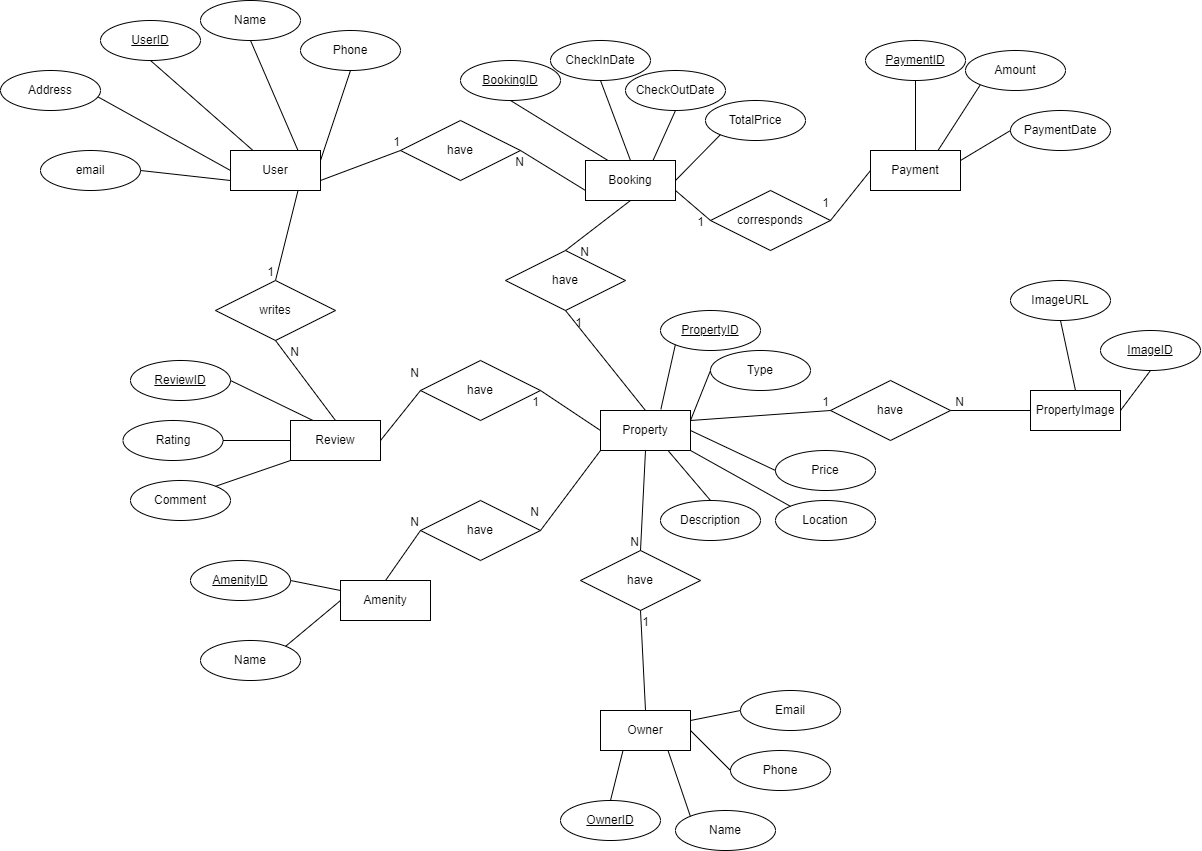 Name
UserID
Phone
Address
email
User
1
have
N
BookingID
CheckInDate
CheckOutDate
TotalPrice
Booking
1
corresponds
1
PaymentID
Amount
PaymentDate
Payment
1
writes
N
N
have
1
ReviewID
Rating
Comment
Review
N
have
1
PropertyID
Type
Property
Price
Location
Description
1
have
N
ImageURL
ImageID
PropertyImage
N
have
N
AmenityID
Name
Amenity
N
have
1
Owner
Email
Phone
OwnerID
Name